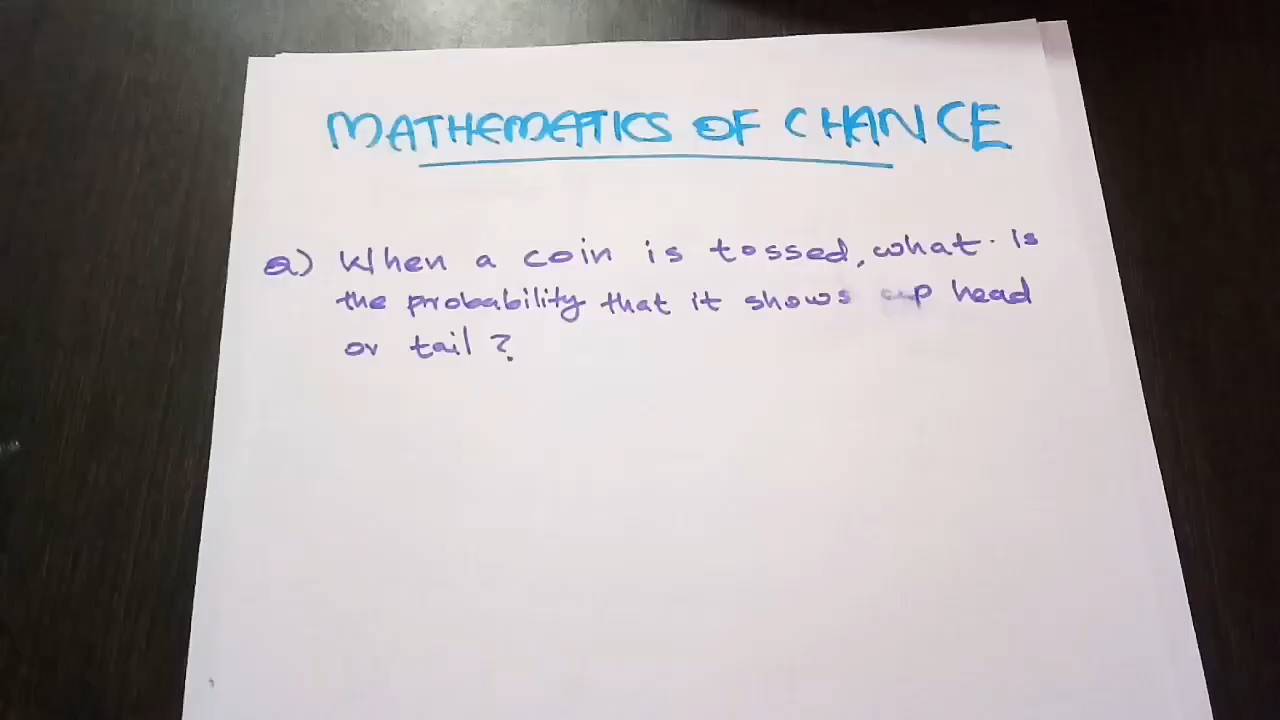 MATHEMATICS OF CHANCE
a) When a coin is tossed, what is
the probability that it shows up head
or tail?